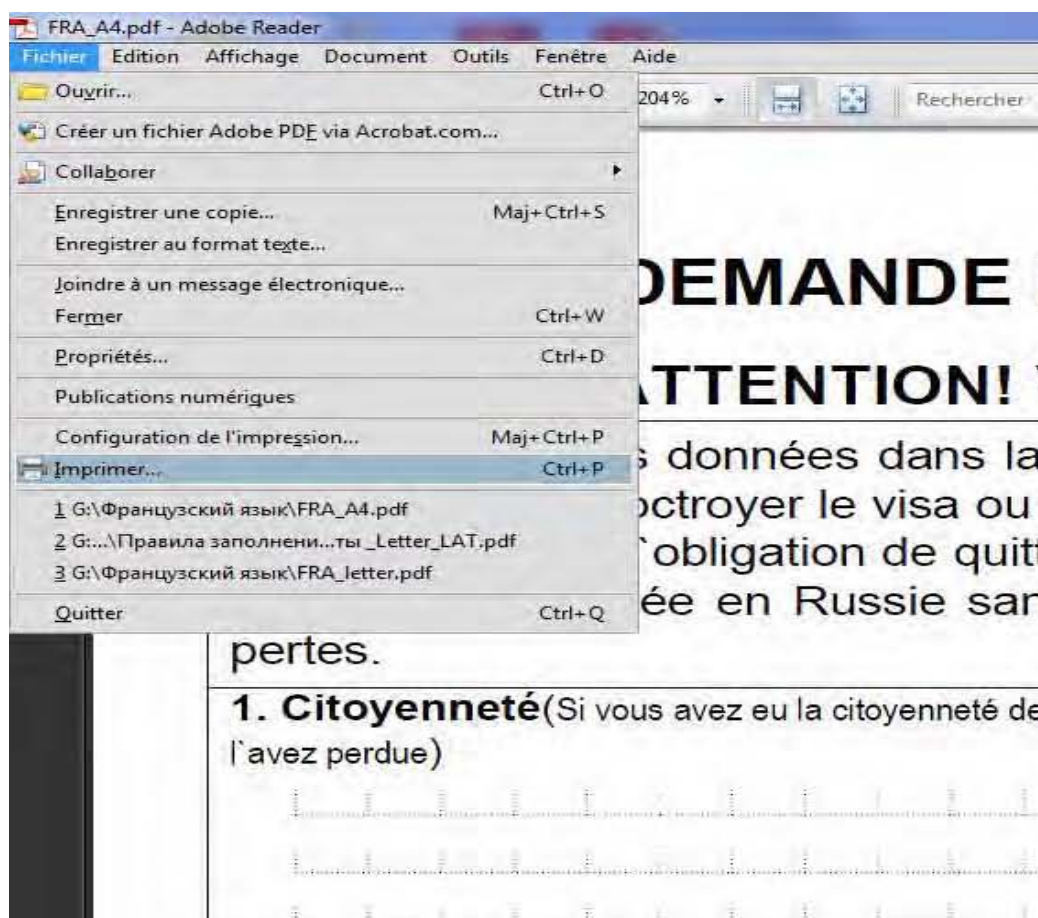 FRA_A4.pdf - Adobe Reader
Fichier Edition Affichage Document Outils Fenêtre Aide
Ouvrir... Ctrl+O
204% Rechercher
Créer un fichier Adobe PDF via Acrobat.com...
Collaborer
Enregistrer une copie... Maj+Ctrl+S
Enregistrer au format texte...
Joindre à un message électronique...
Fermer Ctrl+W
Propriétés... Ctrl+D
Publications numériques
Configuration de l'impression... Maj+Ctrl+P
Imprimer... Ctrl+P
1 G:\Французский язык\FRA_A4.pdf
2 G:...\Правила заполнени...ты _Letter_LAT.pdf
3 G:\Французский язык\FRA_letter.pdf
Quitter Ctrl+Q
DEMANDE
ATTENTION!
s données dans la
octroyer le visa ou
`obligation de quitt
ée en Russie san
pertes.
1. Citoyenneté(Si vous avez eu la citoyenneté de
l`avez perdue)